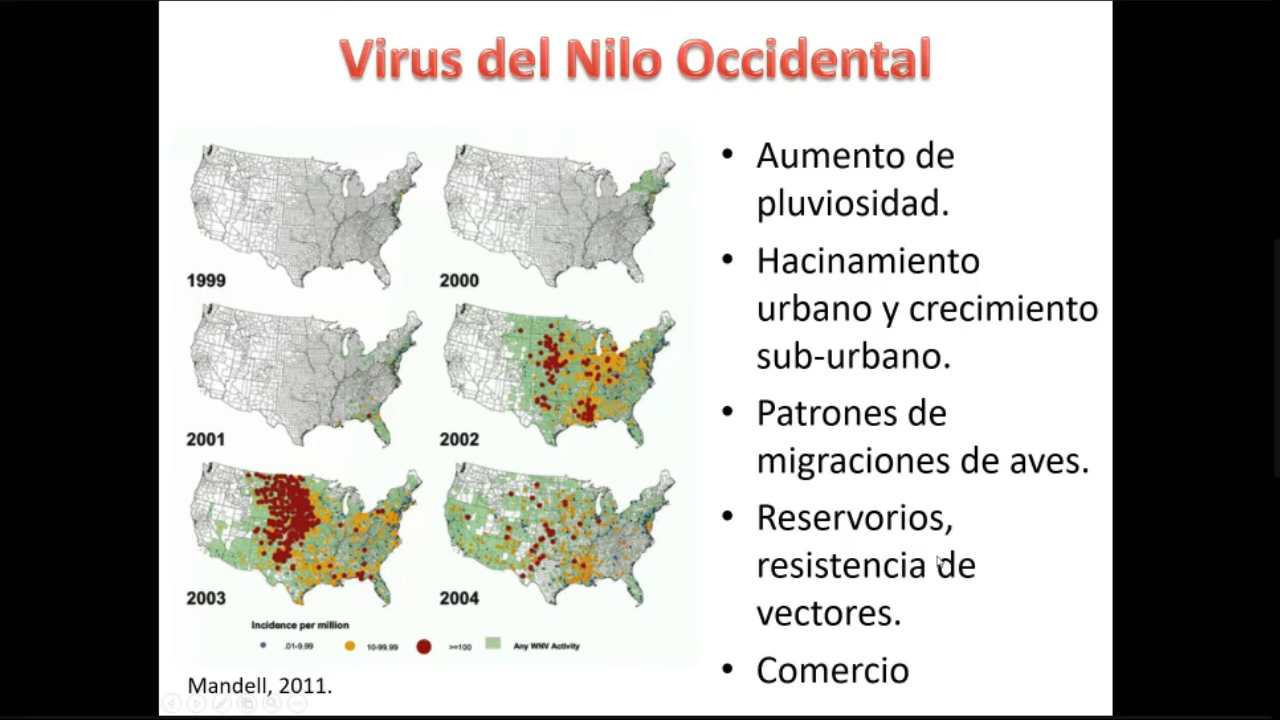 Virus del Nilo Occidental
1999
2000
2001
2002
2003
2004
Incidence per million
.01-9.99
10-99.99
>=100
Any WNV Activity
Mandell, 2011.
• Aumento de
pluviosidad.
• Hacinamiento
urbano y crecimiento
sub-urbano.
• Patrones de
migraciones de aves.
• Reservorios,
resistencia de
vectores.
• Comercio